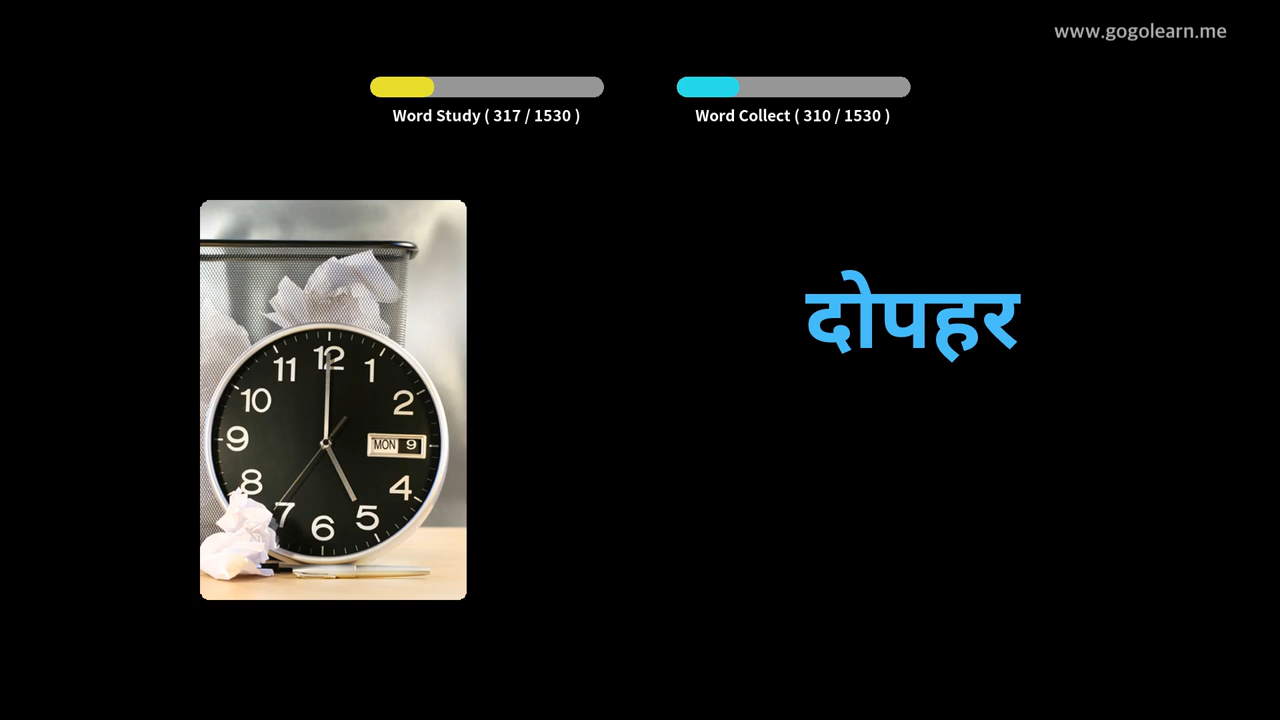 www.gogolearn.me
Word Study ( 317 / 1530 )
Word Collect ( 310 / 1530 )
दोपहर
12
11
1
10
2
9
MON 9
8
4
7
5
6